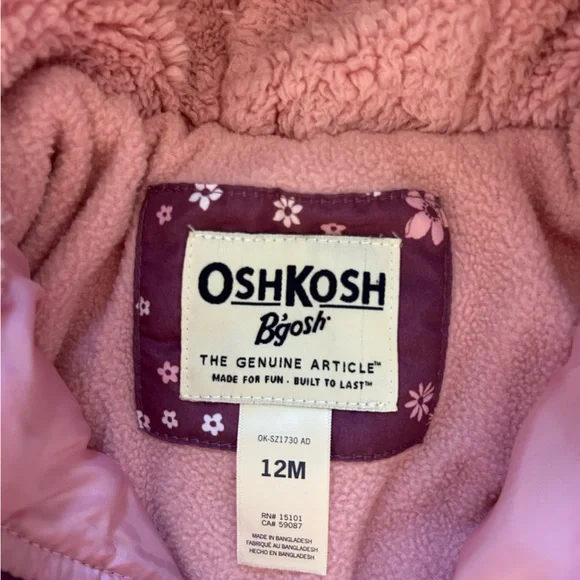 OSHKOSH
B'gosh
THE GENUINE ARTICLE™
MADE FOR FUN · BUILT TO LAST™
OK-SZ1730 AD
12M
RN# 15101
CA# 59087
MADE IN BANGLADESH
FABRIQUÉ AU BANGLADESH
HECHO EN BANGLADESH